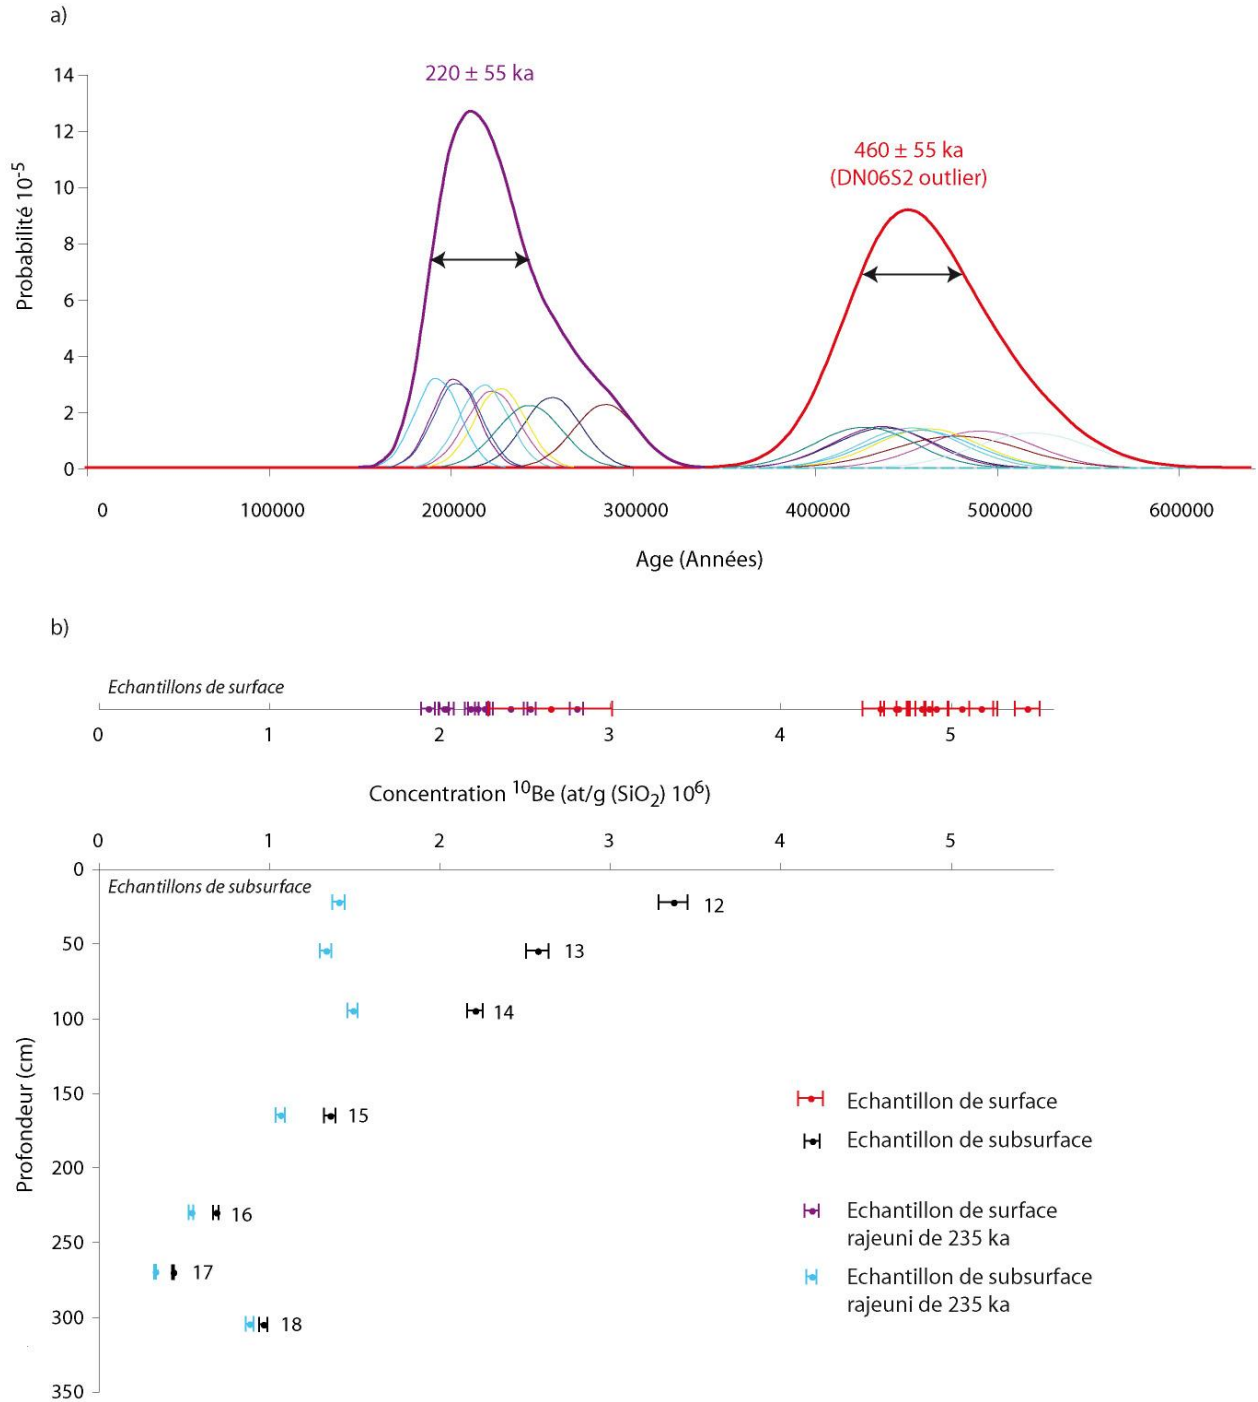 a)
220 ± 55 ka
460 ± 55 ka
(DN06S2 outlier)
Probabilité 10-5
14
12
10
8
6
4
2
0
0 100000 200000 300000 400000 500000 600000
Age (Années)
b)
Echantillons de surface
0 1 2 3 4 5
Concentration 10Be (at/g (SiO2) 106)
0 1 2 3 4 5
Echantillons de subsurface
Profondeur (cm)
0
50
100
150
200
250
300
350
12
13
14
15
16
17
18
Echantillon de surface
Echantillon de subsurface
Echantillon de surface
rajeuni de 235 ka
Echantillon de subsurface
rajeuni de 235 ka